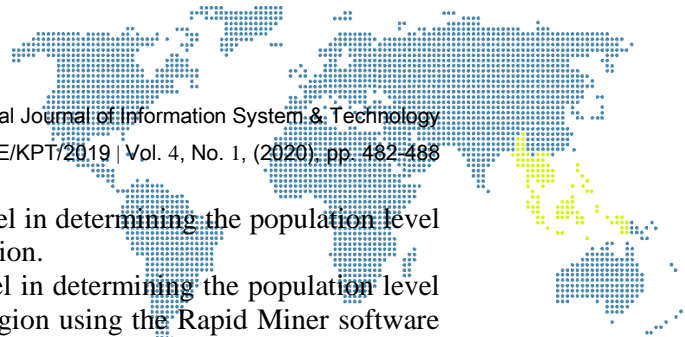 al Journal of Information System & Technology
E/KPT/2019 | Vol. 4, No. 1, (2020), pp. 482-488
el in determining the population level
ion.
el in determining the population level
gion using the Rapid Miner software